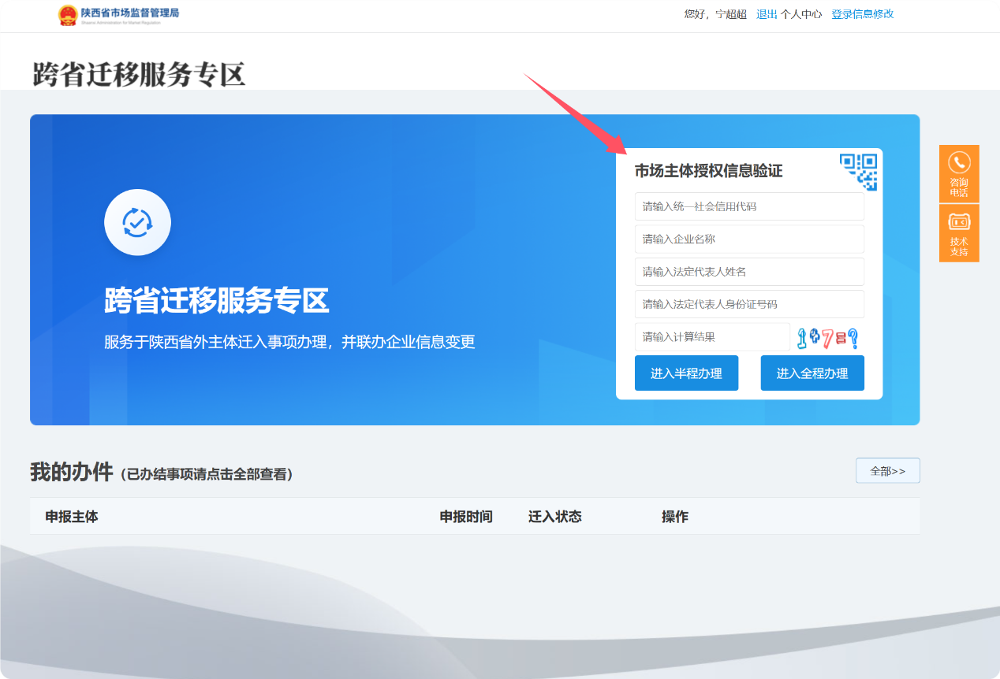 陕西省市场监督管理局
Shaanxi Administration for Market Regulation
您好，宁超超 退出 个人中心 登录信息修改
跨省迁移服务专区
市场主体授权信息验证
请输入统一社会信用代码
请输入企业名称
请输入法定代表人姓名
请输入法定代表人身份证号码
请输入计算结果
进入半程办理 进入全程办理
跨省迁移服务专区
服务于陕西省外主体迁入事项办理，并联办企业信息变更
咨询
电话
技术
支持
我的办件（已办结事项请点击全部查看）
全部>>
申报主体 申报时间 迁入状态 操作